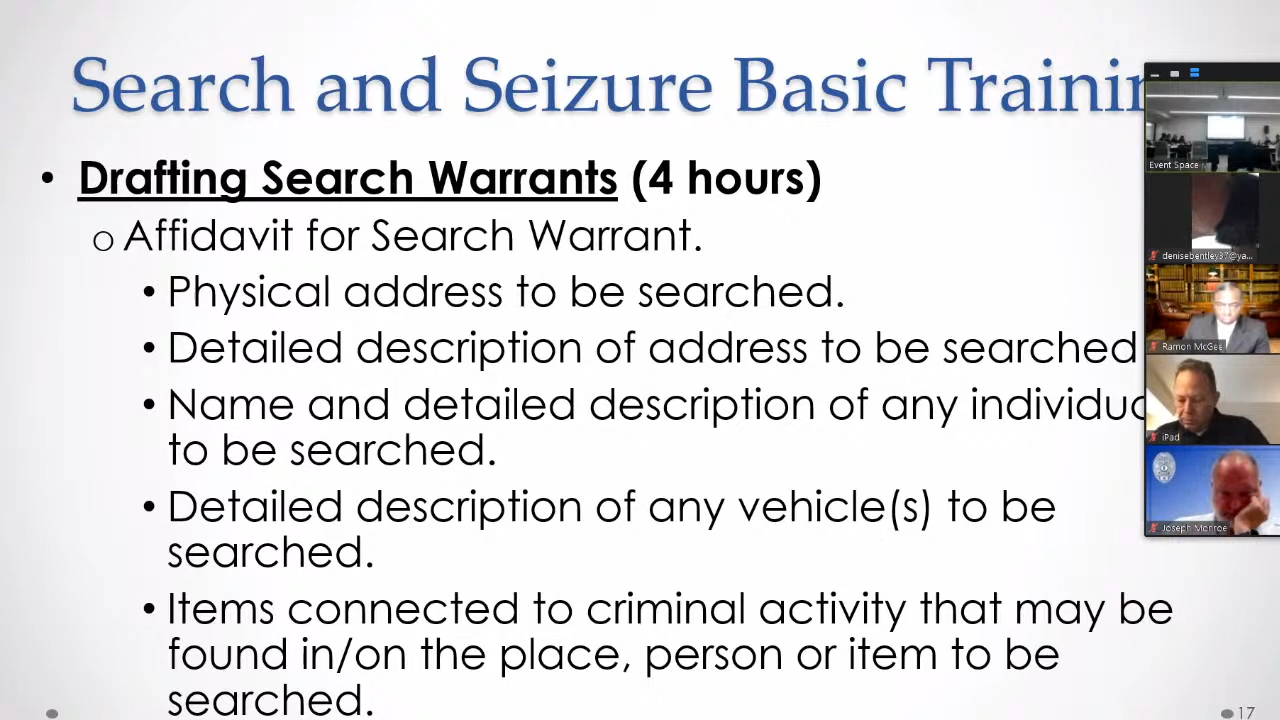 Search and Seizure Basic Trainin
• Drafting Search Warrants (4 hours)
o Affidavit for Search Warrant.
• Physical address to be searched.
• Detailed description of address to be searched
• Name and detailed description of any individua
to be searched.
• Detailed description of any vehicle(s) to be
searched.
• Items connected to criminal activity that may be
found in/on the place, person or item to be
searched.
17
Event Space
denisebentley37@ya...
Ramon McGee
iPad
Joseph Monroe